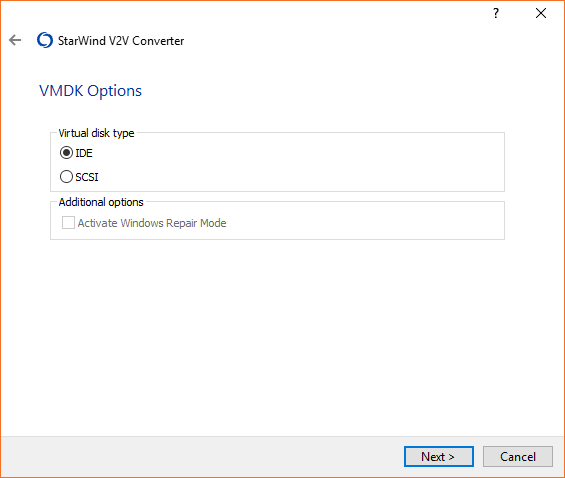 ?
StarWind V2V Converter
VMDK Options
Virtual disk type
IDE
SCSI
Additional options
Activate Windows Repair Mode
Next >
Cancel